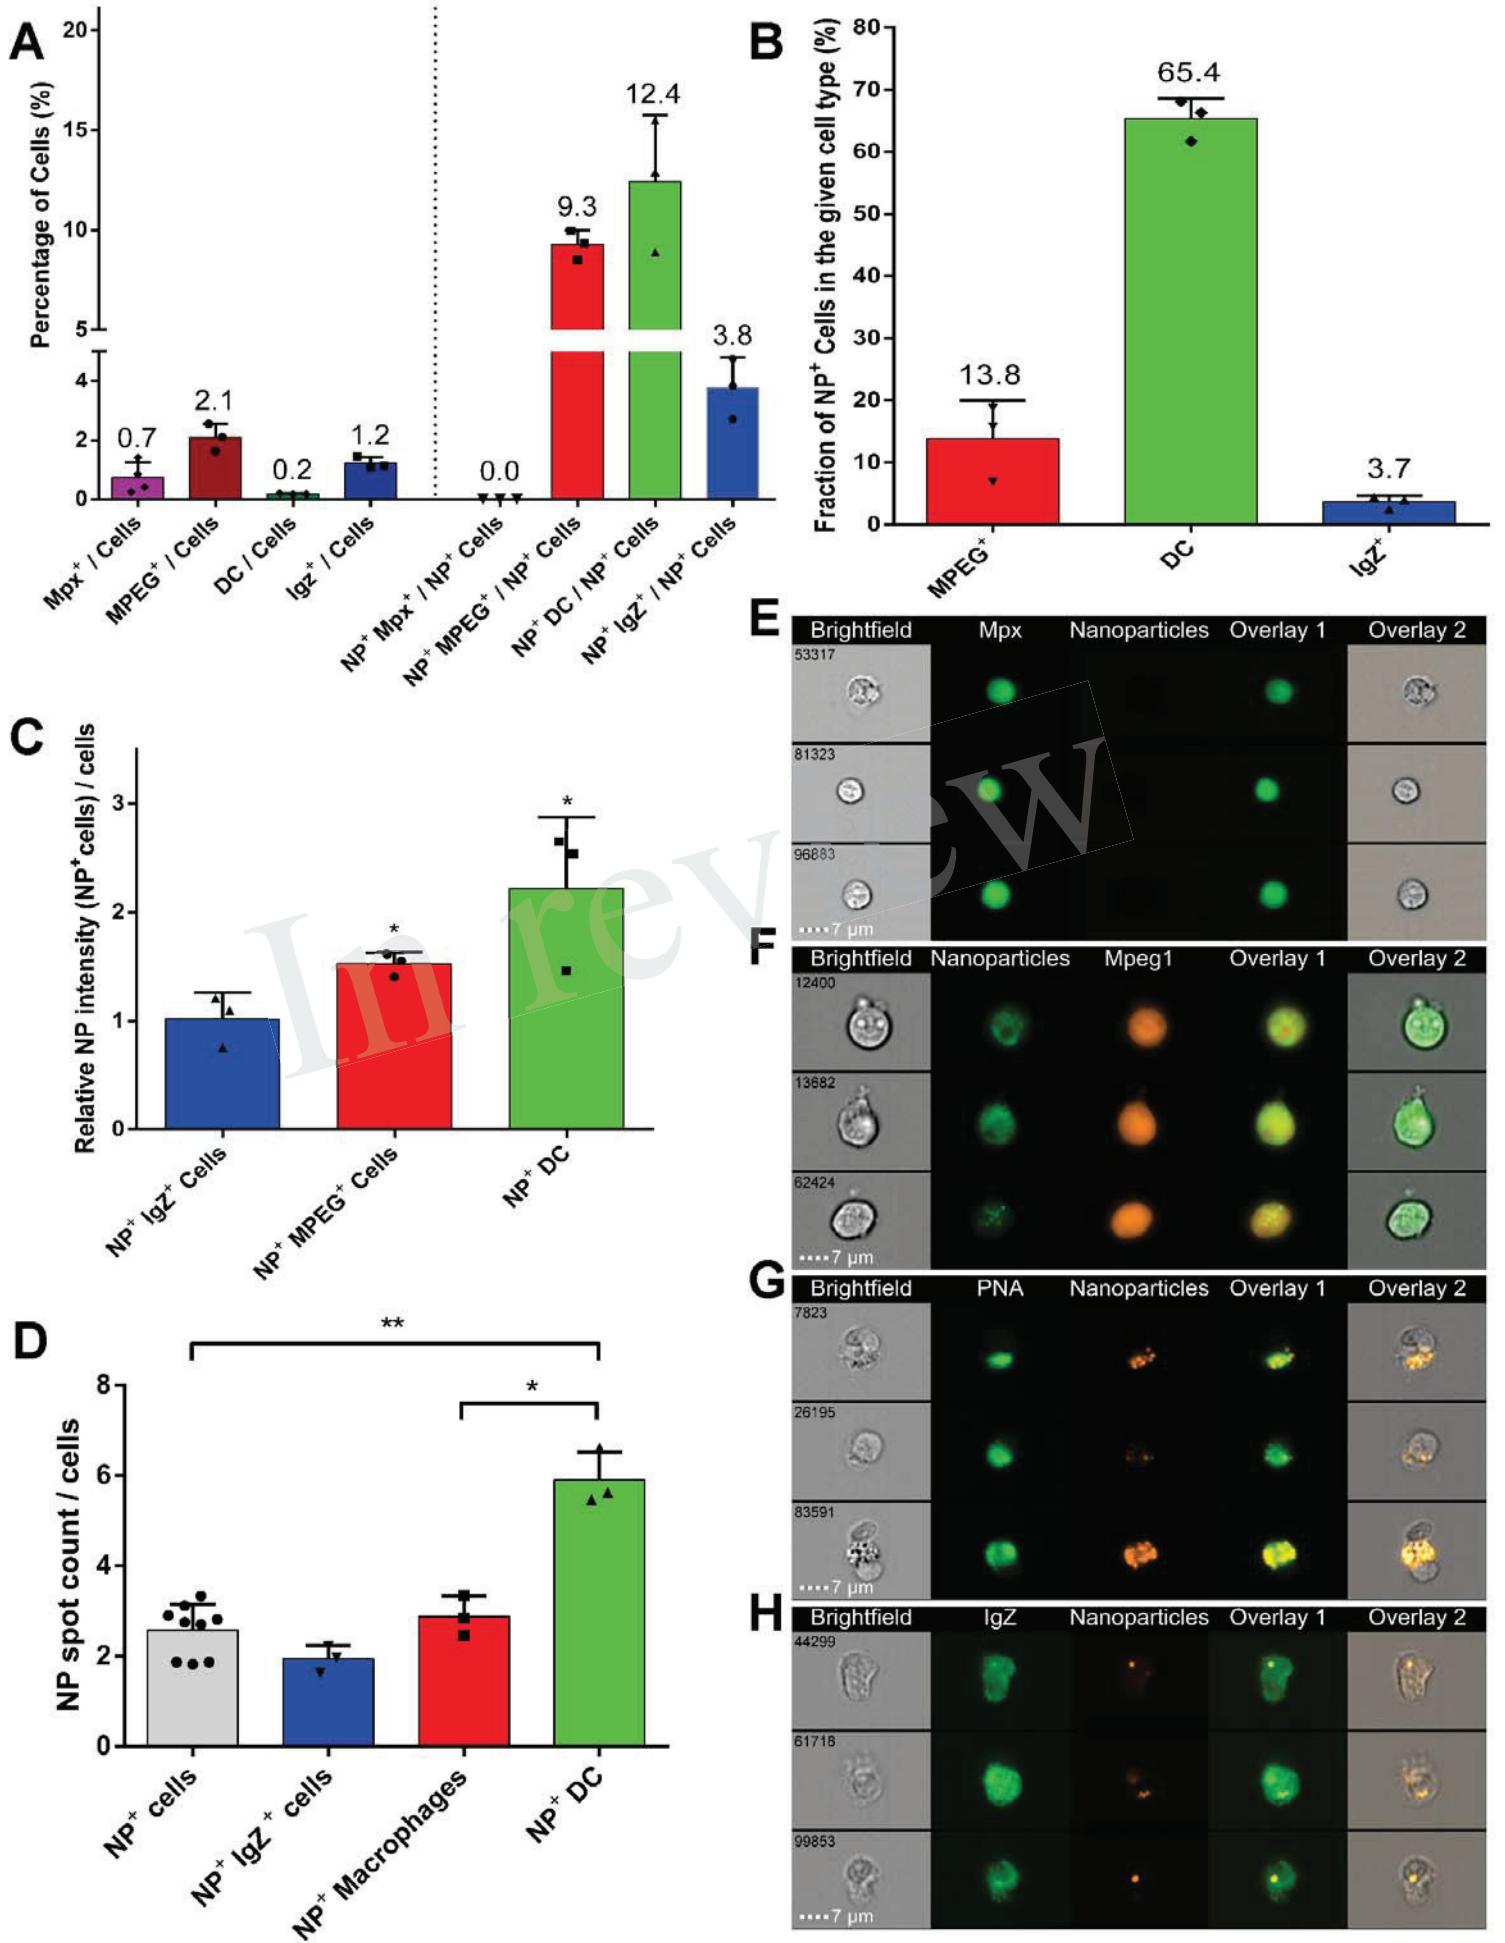 A
Percentage of Cells (%)
20
15
10
5
4
2
0
0.7
2.1
0.2
1.2
0.0
9.3
12.4
3.8
Mpx⁺ / Cells
MPEG⁺ / Cells
DC / Cells
Igz⁺ / Cells
NP⁺ Mpx⁺ / NP⁺ Cells
NP⁺ MPEG⁺ / NP⁺ Cells
NP⁺ DC / NP⁺ Cells
NP⁺ IgZ⁺ / NP⁺ Cells
B
Fraction of NP⁺ Cells in the given cell type (%)
80
70
60
50
40
30
20
10
0
13.8
65.4
3.7
MPEG⁺
DC
IgZ⁺
C
Relative NP intensity (NP⁺ cells) / cells
3
2
1
0
*
*
NP⁺ IgZ⁺ Cells
NP⁺ MPEG⁺ Cells
NP⁺ DC
D
NP spot count / cells
8
6
4
2
0
**
*
NP⁺ cells
NP⁺ IgZ⁺ cells
NP⁺ Macrophages
NP⁺ DC
E
Brightfield Mpx Nanoparticles Overlay 1 Overlay 2
53317
81323
96883
7 µm
F
Brightfield Nanoparticles Mpeg1 Overlay 1 Overlay 2
12400
13682
62424
7 µm
G
Brightfield PNA Nanoparticles Overlay 1 Overlay 2
7823
26195
83591
7 µm
H
Brightfield IgZ Nanoparticles Overlay 1 Overlay 2
44299
61718
99853
7 µm
In review